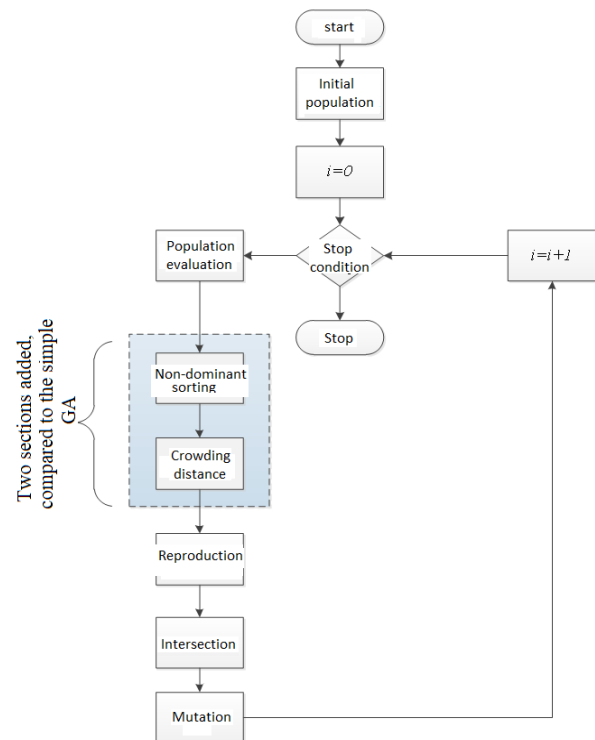 start
Initial
population
i=0
Stop
condition
Population
evaluation
i=i+1
Stop
Two sections added,
compared to the simple
GA
Non-dominant
sorting
Crowding
distance
Reproduction
Intersection
Mutation